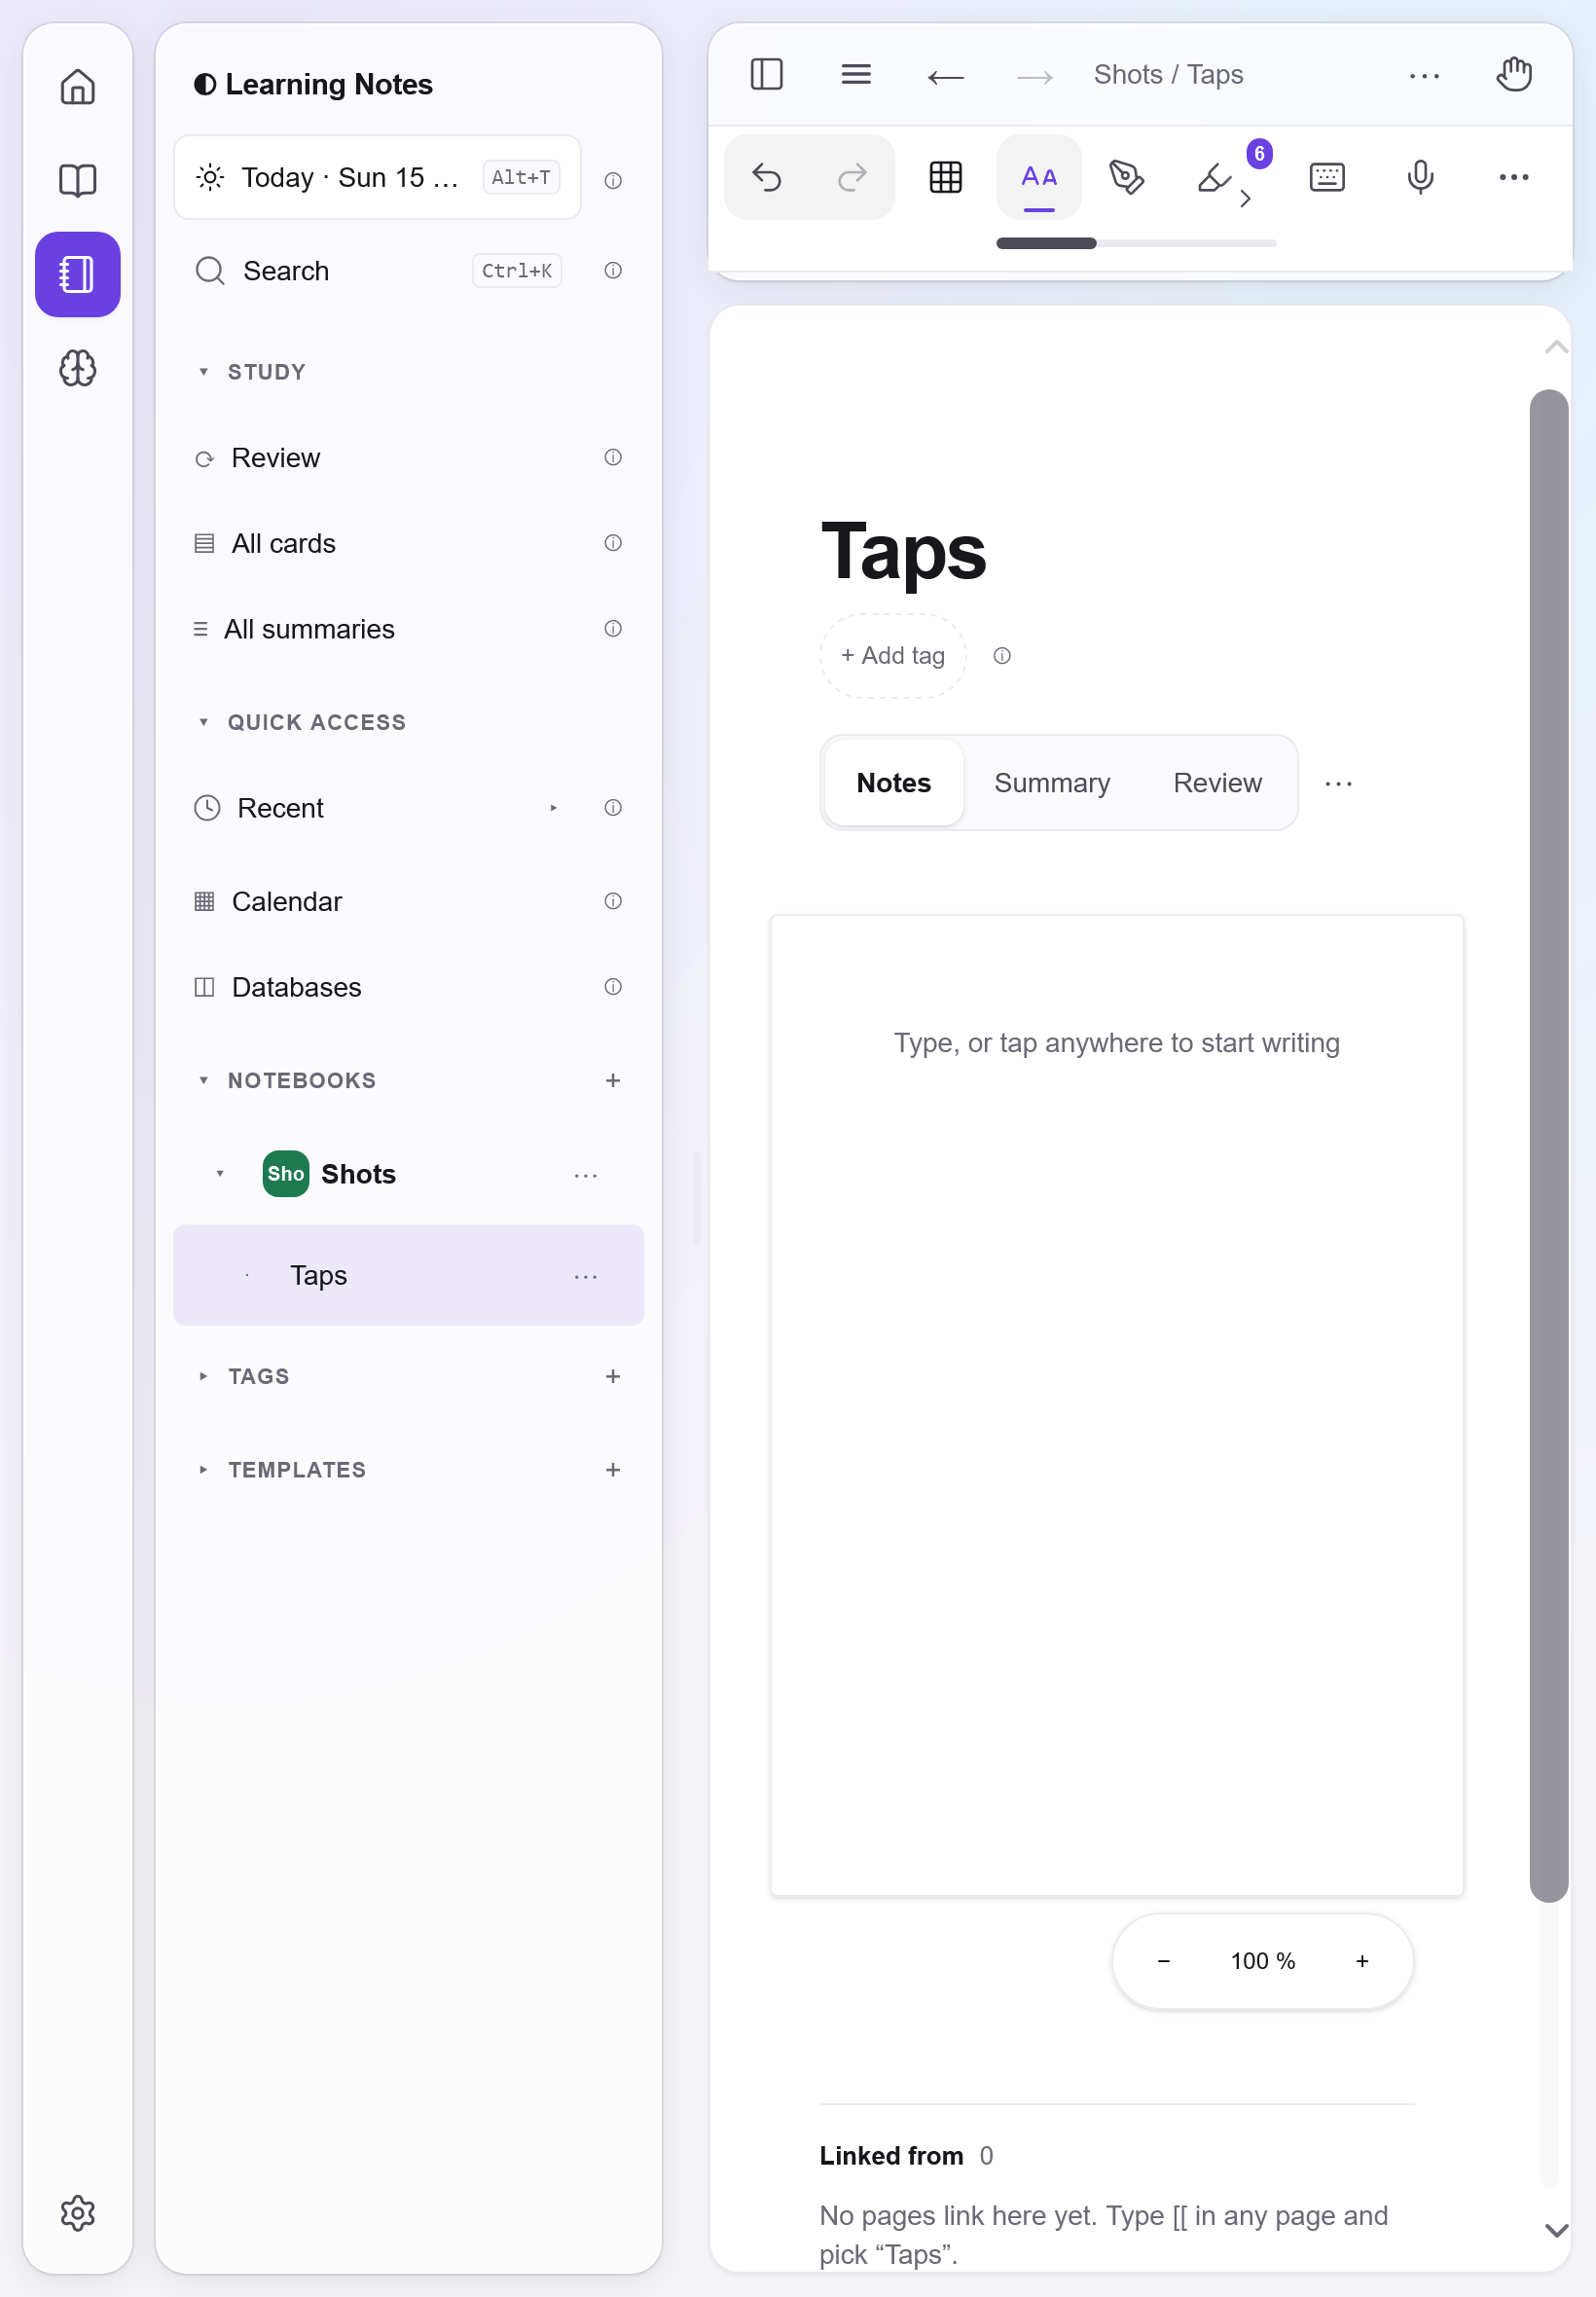 Learning Notes
Today · Sun 15 ... Alt+T
Search Ctrl+K
STUDY
Review
All cards
All summaries
QUICK ACCESS
Recent
Calendar
Databases
NOTEBOOKS +
Sho Shots ...
Taps ...
TAGS +
TEMPLATES +
Shots / Taps
AA 6
Taps
+ Add tag
Notes Summary Review ...
Type, or tap anywhere to start writing
− 100 % +
Linked from 0
No pages link here yet. Type [[ in any page and
pick “Taps”.